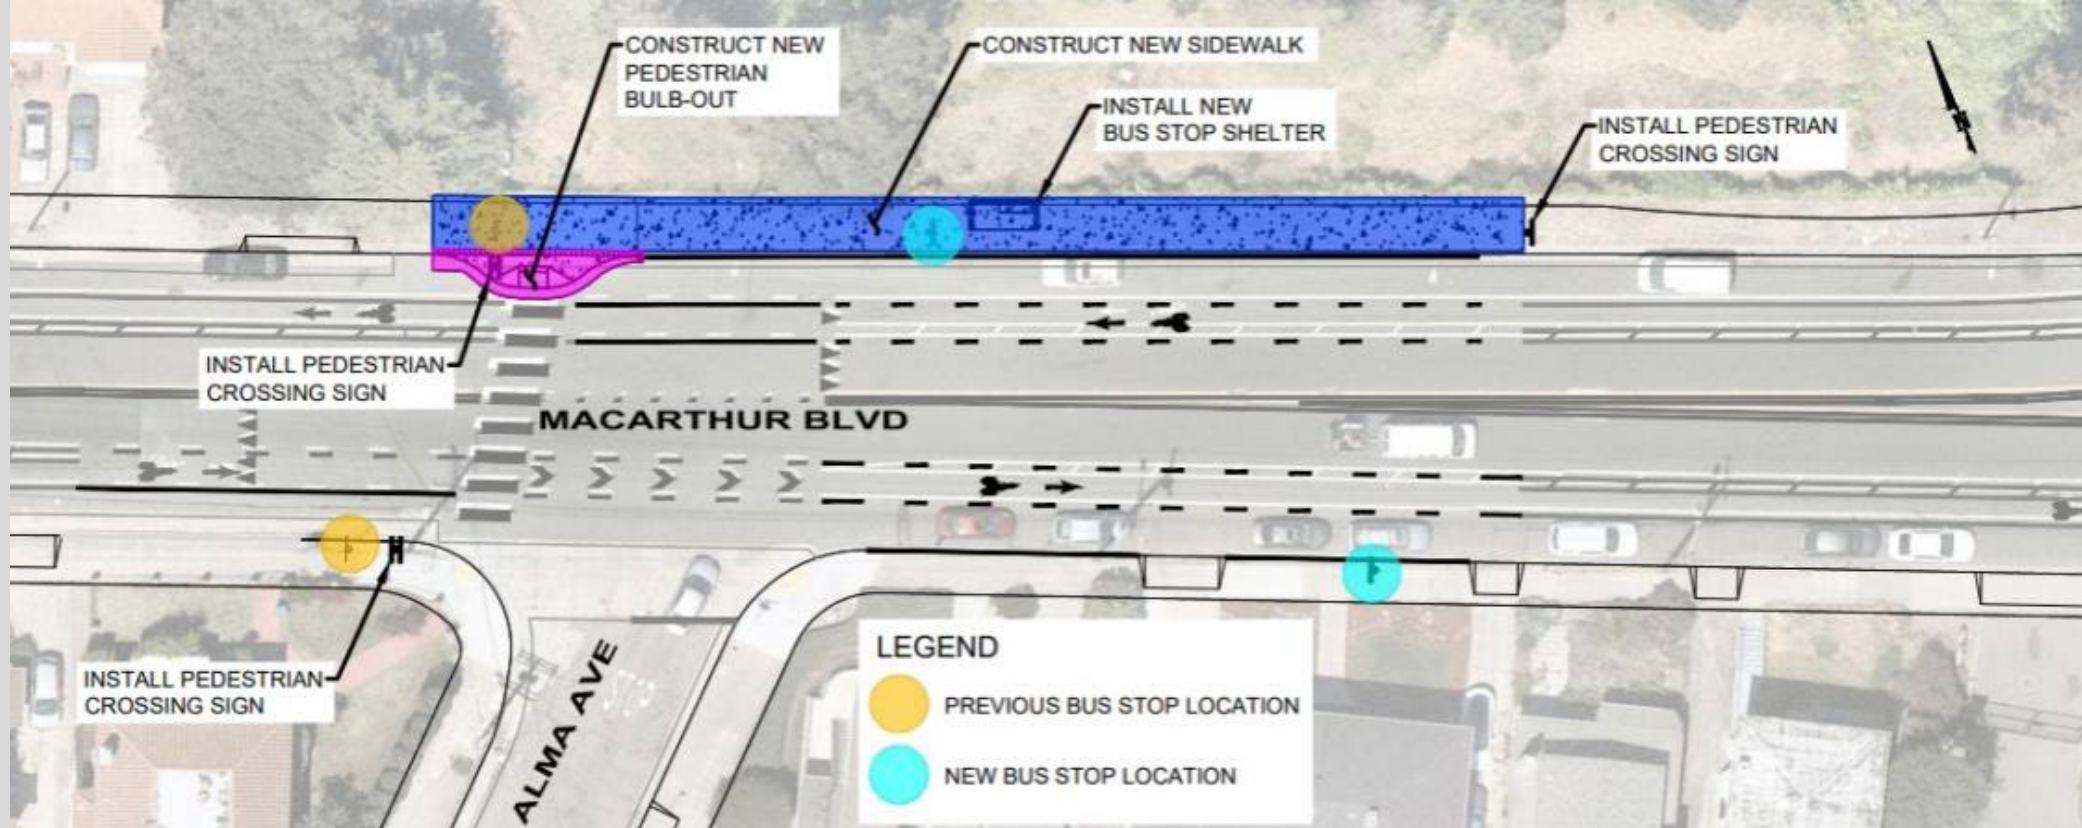 CONSTRUCT NEW
PEDESTRIAN
BULB-OUT
CONSTRUCT NEW SIDEWALK
INSTALL NEW
BUS STOP SHELTER
INSTALL PEDESTRIAN
CROSSING SIGN
INSTALL PEDESTRIAN
CROSSING SIGN
MACARTHUR BLVD
INSTALL PEDESTRIAN
CROSSING SIGN
ALMA AVE
STOP
LEGEND
PREVIOUS BUS STOP LOCATION
NEW BUS STOP LOCATION